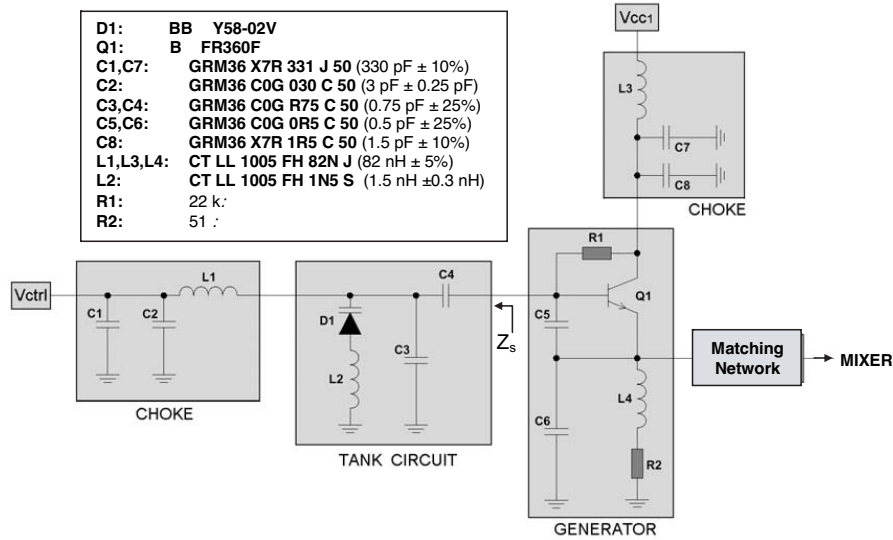 D1: BB Y58-02V
Q1: B FR360F
C1,C7: GRM36 X7R 331 J 50 (330 pF ± 10%)
C2: GRM36 C0G 030 C 50 (3 pF ± 0.25 pF)
C3,C4: GRM36 C0G R75 C 50 (0.75 pF ± 25%)
C5,C6: GRM36 C0G 0R5 C 50 (0.5 pF ± 25%)
C8: GRM36 X7R 1R5 C 50 (1.5 pF ± 10%)
L1,L3,L4: CT LL 1005 FH 82N J (82 nH ± 5%)
L2: CT LL 1005 FH 1N5 S (1.5 nH ±0.3 nH)
R1: 22 k:
R2: 51 :
Vcc1
L3
C7
C8
CHOKE
R1
Q1
C5
C6
L4
R2
GENERATOR
Matching
Network
MIXER
Vctrl
C1
C2
L1
CHOKE
D1
L2
C3
C4
TANK CIRCUIT
Zs